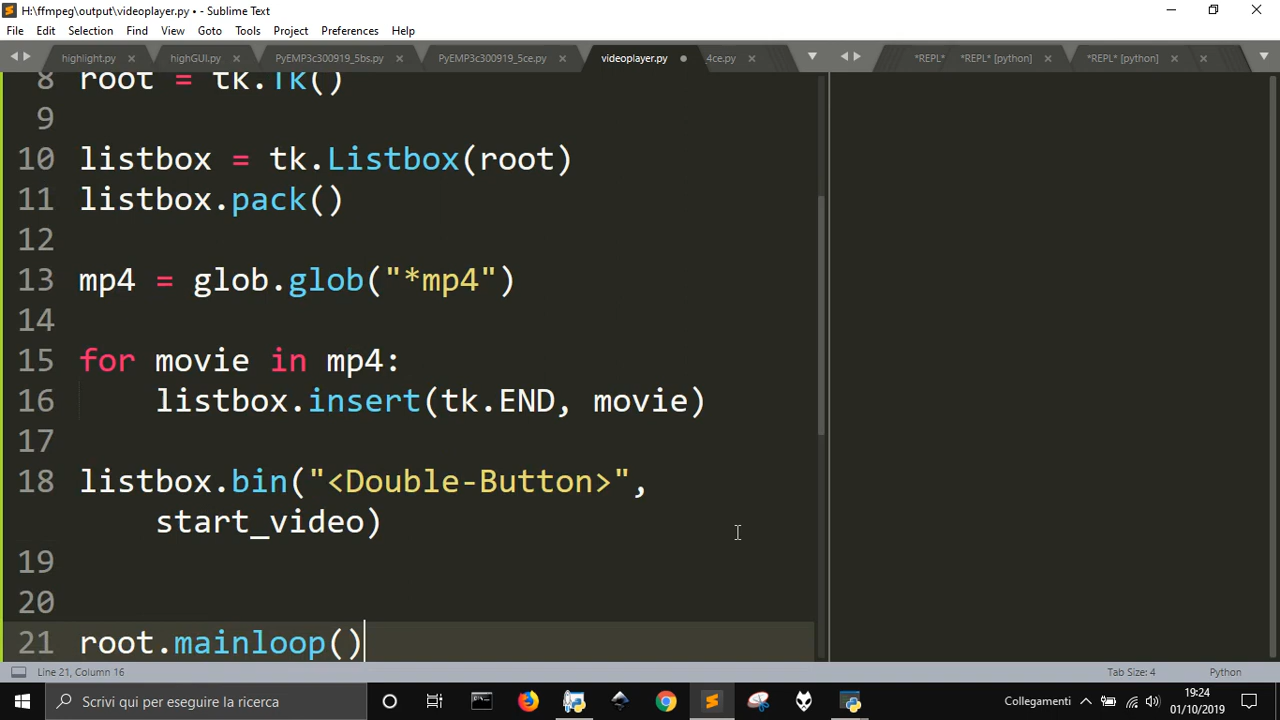 H:\ffmpeg\output\videoplayer.py • - Sublime Text
File Edit Selection Find View Goto Tools Project Preferences Help
highlight.py highGUI.py PyEMP3c300919_5bs.py PyEMP3c300919_5ce.py videoplayer.py 4ce.py *REPL* *REPL* [python] *REPL* [python]
8 root = tk.Tk()
9
10 listbox = tk.Listbox(root)
11 listbox.pack()
12
13 mp4 = glob.glob("*mp4")
14
15 for movie in mp4:
16 listbox.insert(tk.END, movie)
17
18 listbox.bin("<Double-Button>",
start_video)
19
20
21 root.mainloop()
Line 21, Column 16 Tab Size: 4 Python
Scrivi qui per eseguire la ricerca Collegamenti 19:24
01/10/2019